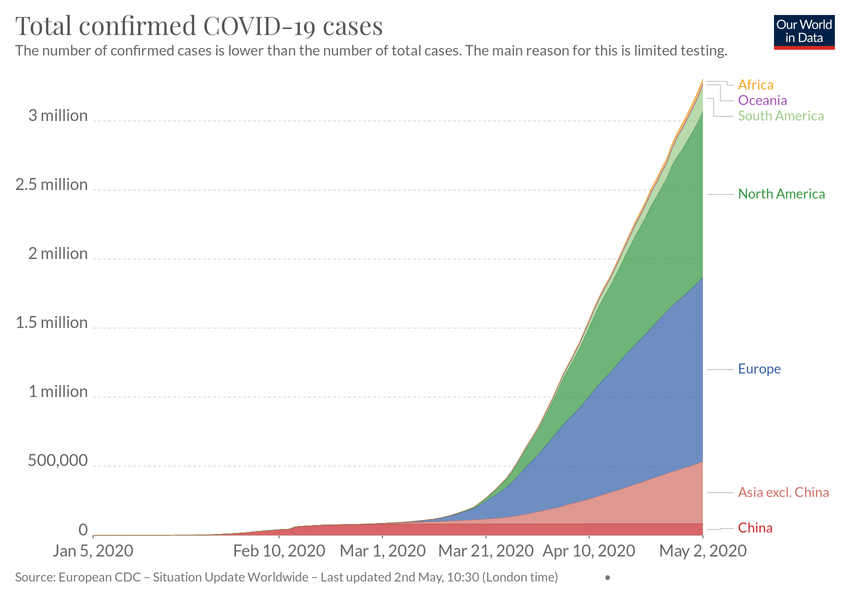 Total confirmed COVID-19 cases
The number of confirmed cases is lower than the number of total cases. The main reason for this is limited testing.
Our World
in Data
3 million
2.5 million
2 million
1.5 million
1 million
500,000
0
Africa
Oceania
South America
North America
Europe
Asia excl. China
China
Jan 5, 2020
Feb 10, 2020
Mar 1, 2020
Mar 21, 2020
Apr 10, 2020
May 2, 2020
Source: European CDC – Situation Update Worldwide – Last updated 2nd May, 10:30 (London time)